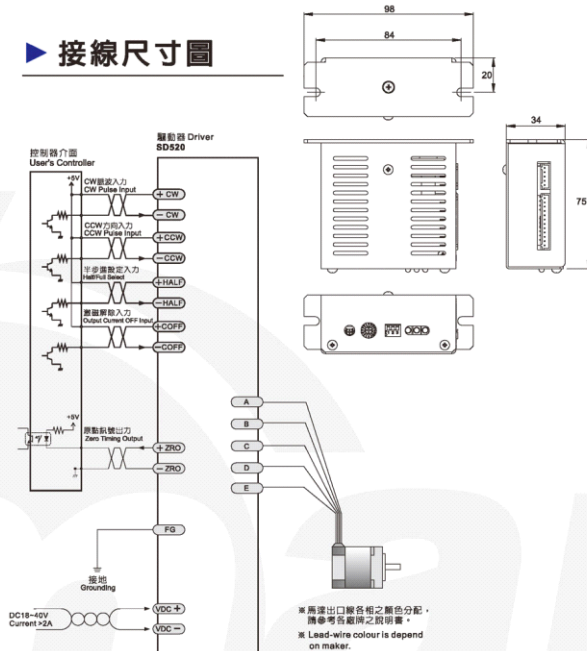 接線尺寸圖
98
84
20
34
75
驅動器 Driver
SD520
控制器介面
User's Controller
+5V
CW脈波入力
CW Pulse Input
+ CW
− CW
CCW方向入力
CCW Pulse Input
+CCW
−CCW
半步進設定入力
Half/Full Select
+HALF
−HALF
激磁解除入力
Output Current OFF Input
+COFF
−COFF
+5V
原點訊號出力
Zero Timing Output
+ ZRO
− ZRO
A
B
C
D
E
FG
接地
Grounding
DC18~40V
Current >2A
VDC +
VDC −
※ 馬達出口線各相之顏色分配，
請參考各廠牌之說明書。
※ Lead-wire colour is depend
on maker.